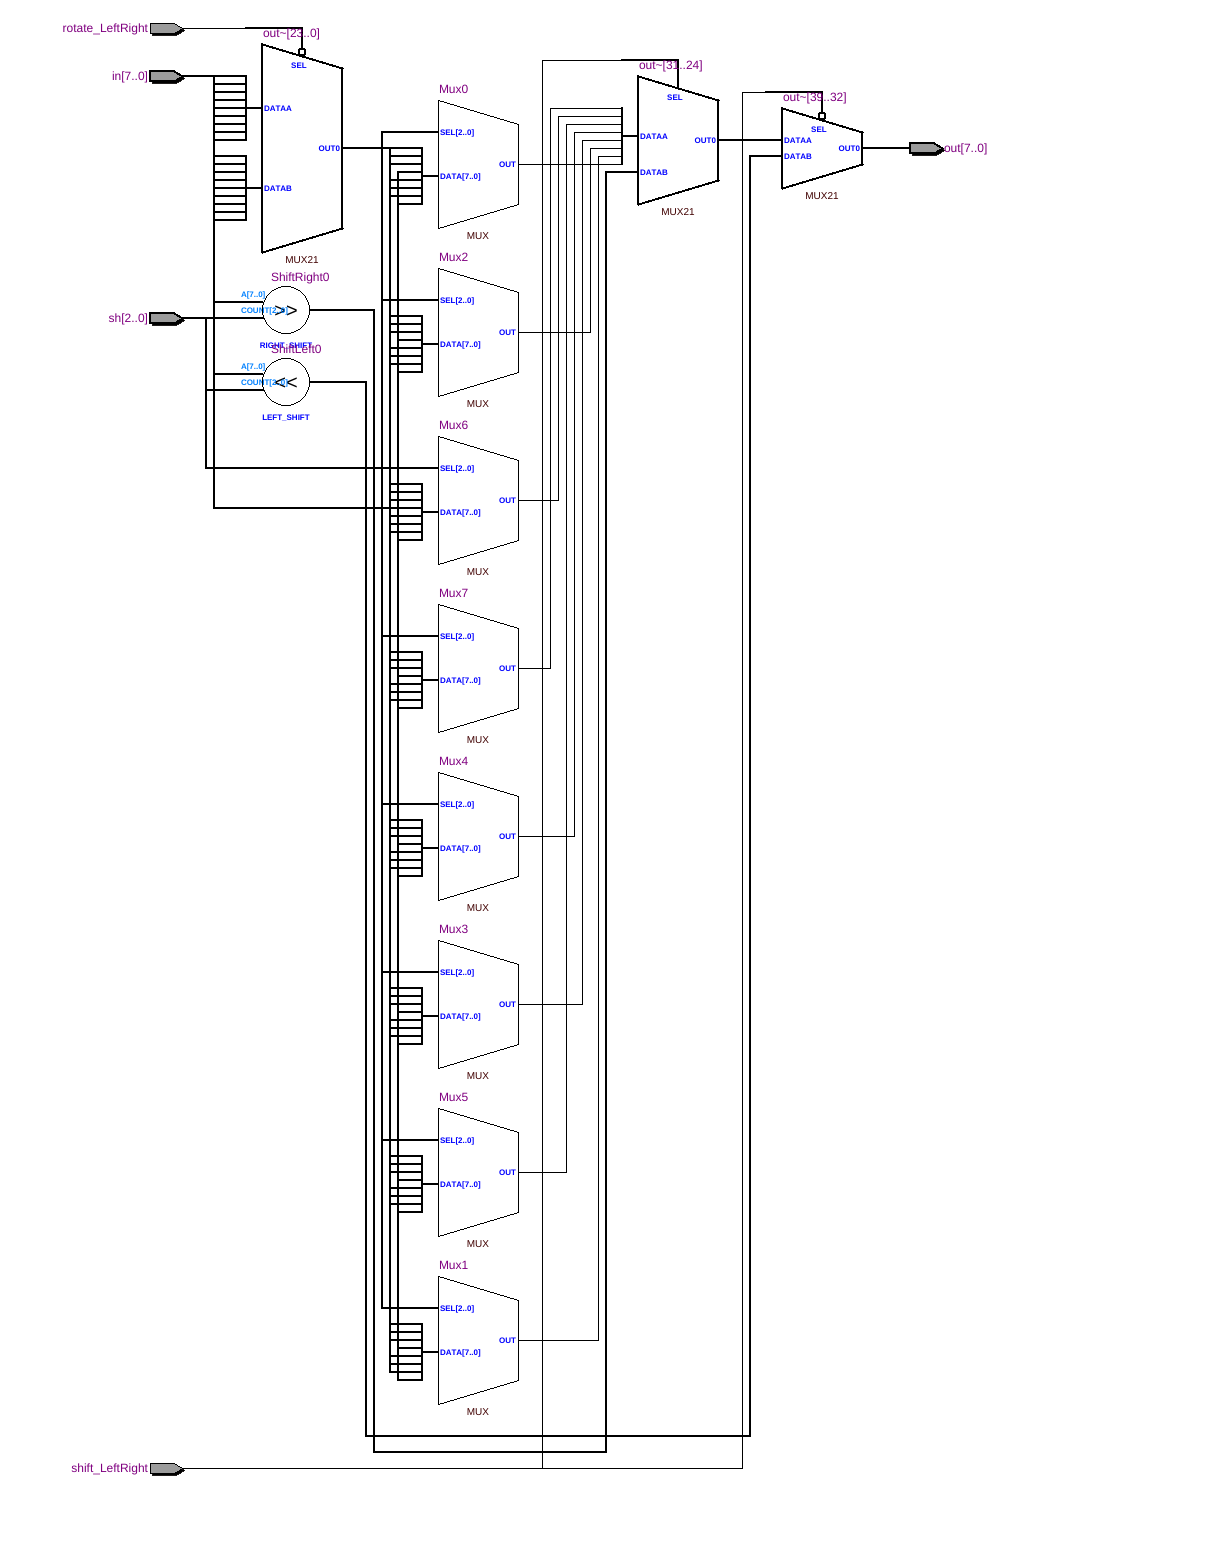 rotate_LeftRight
out~[23..0]
SEL
in[7..0]
DATAA
OUT0
DATAB
MUX21
ShiftRight0
A[7..0]
COUNT[2..0]
>>
sh[2..0]
RIGHT_SHIFT
ShiftLeft0
A[7..0]
COUNT[2..0]
<<
LEFT_SHIFT
Mux0
SEL[2..0]
OUT
DATA[7..0]
MUX
Mux2
SEL[2..0]
OUT
DATA[7..0]
MUX
Mux6
SEL[2..0]
OUT
DATA[7..0]
MUX
Mux7
SEL[2..0]
OUT
DATA[7..0]
MUX
Mux4
SEL[2..0]
OUT
DATA[7..0]
MUX
Mux3
SEL[2..0]
OUT
DATA[7..0]
MUX
Mux5
SEL[2..0]
OUT
DATA[7..0]
MUX
Mux1
SEL[2..0]
OUT
DATA[7..0]
MUX
out~[31..24]
SEL
DATAA
OUT0
DATAB
MUX21
out~[39..32]
SEL
DATAA
OUT0
DATAB
MUX21
out[7..0]
shift_LeftRight